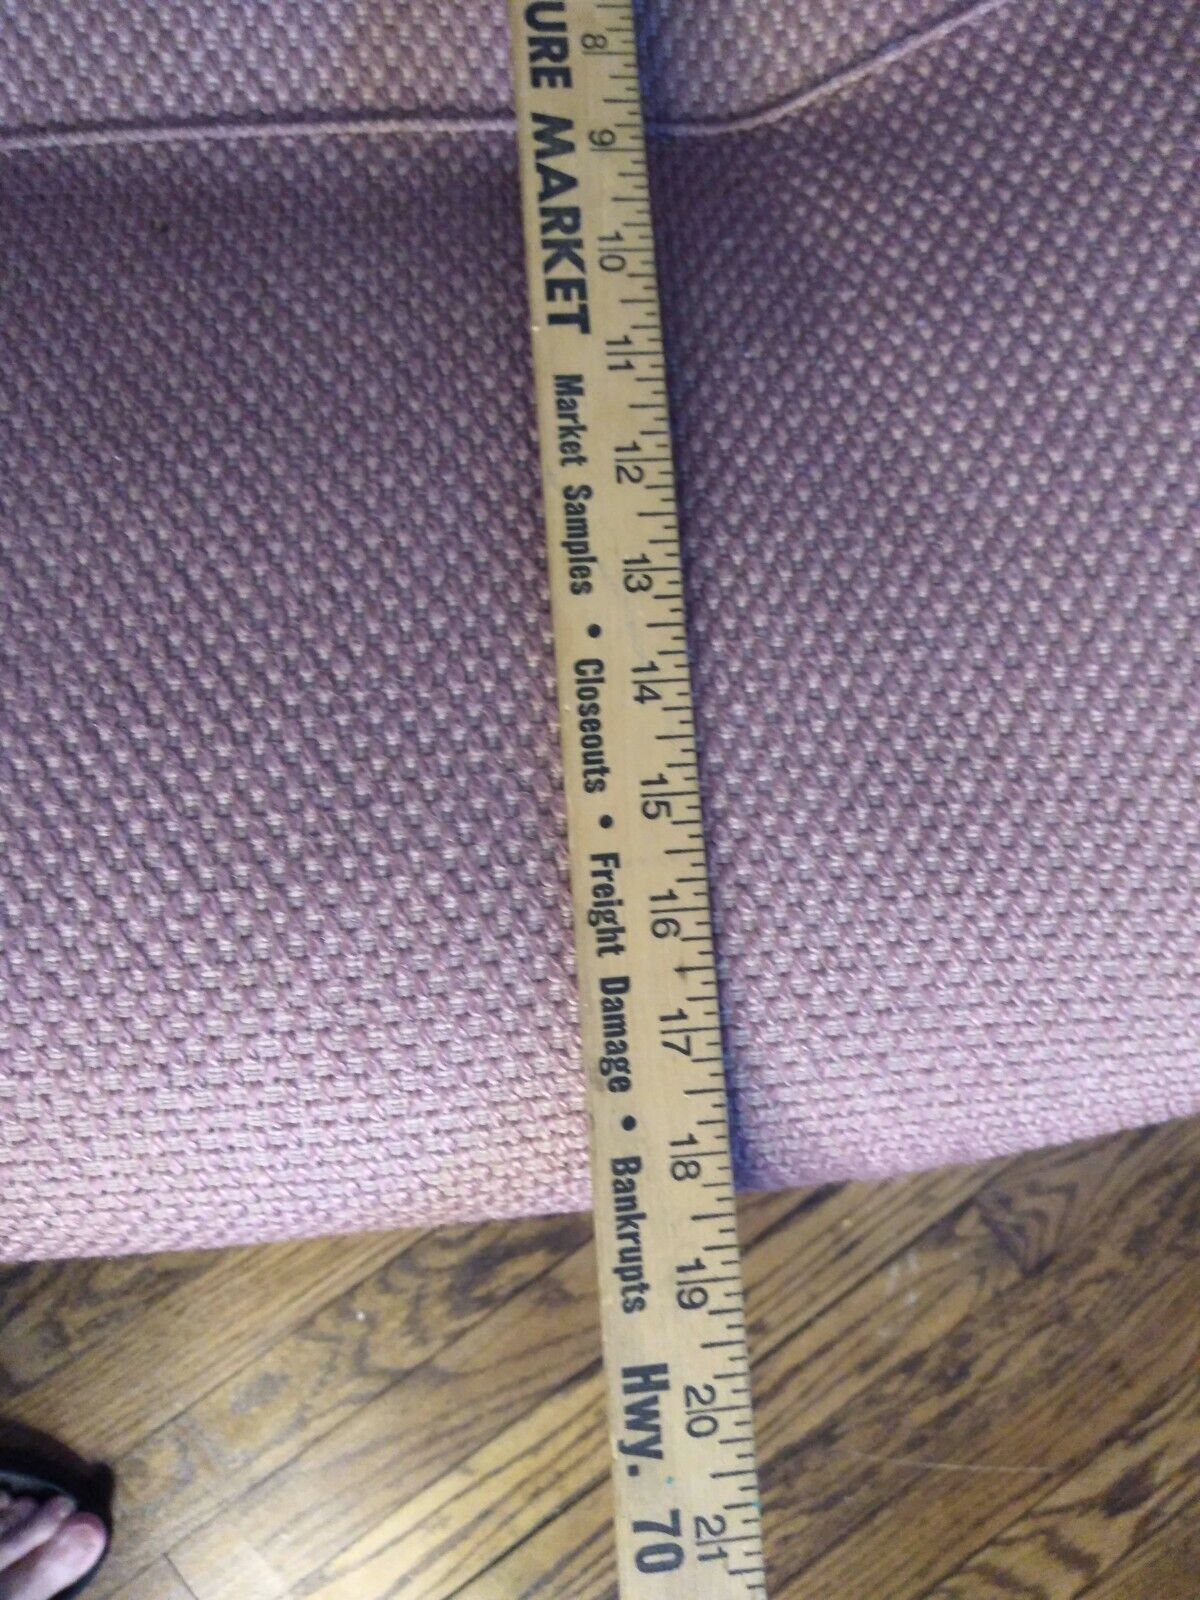 URE MARKET Market Samples • Closeouts • Freight Damage • Bankrupts Hwy. 70
8 9 10 11 12 13 14 15 16 17 18 19 20 21